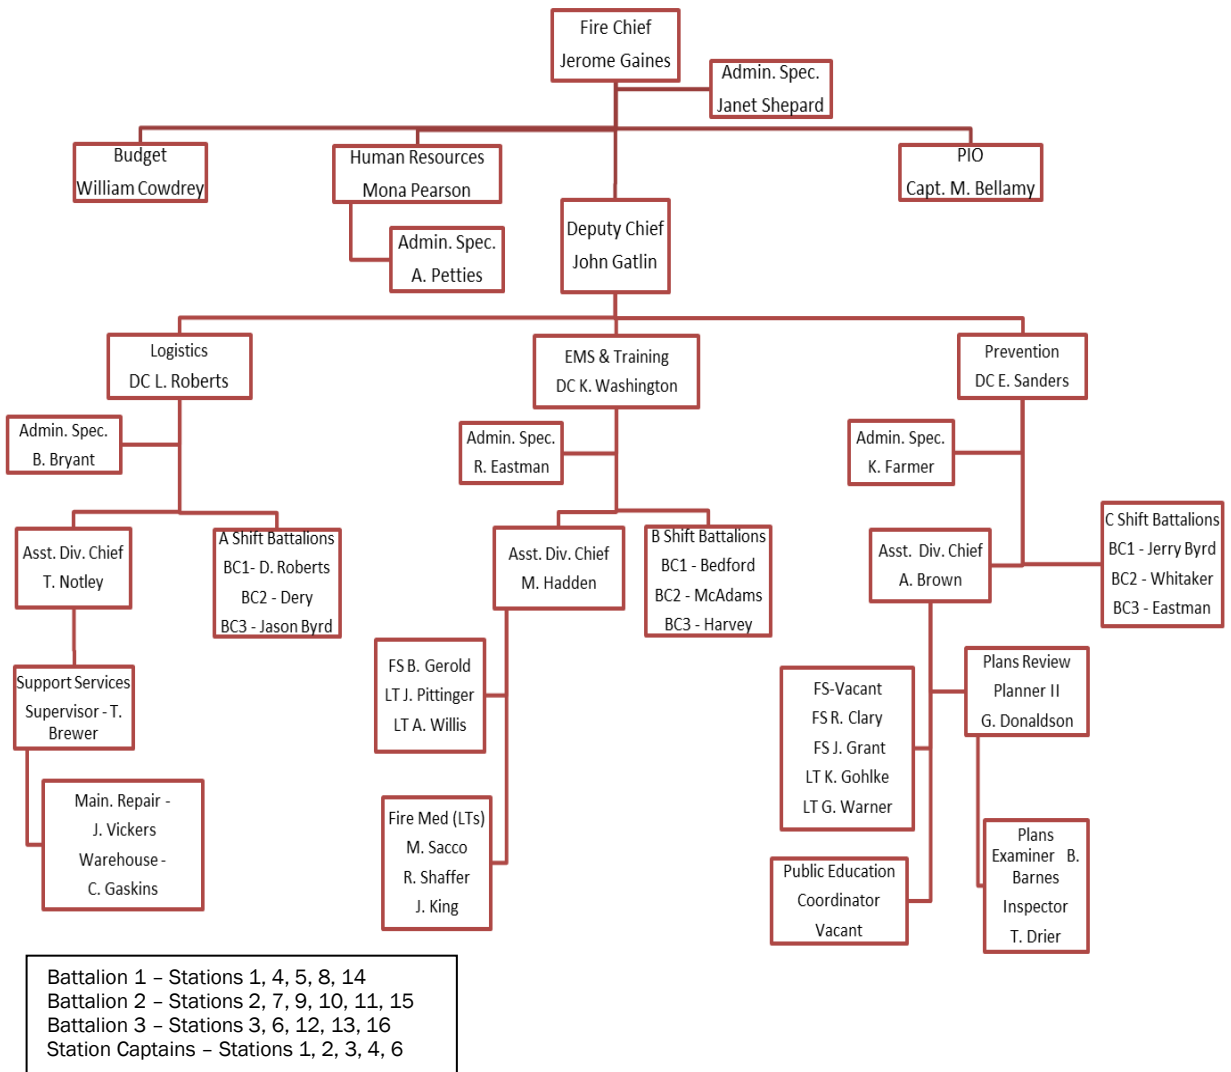 Fire Chief
Jerome Gaines
Admin. Spec.
Janet Shepard
Budget
William Cowdrey
Human Resources
Mona Pearson
PIO
Capt. M. Bellamy
Admin. Spec.
A. Petties
Deputy Chief
John Gatlin
Logistics
DC L. Roberts
EMS & Training
DC K. Washington
Prevention
DC E. Sanders
Admin. Spec.
B. Bryant
Admin. Spec.
R. Eastman
Admin. Spec.
K. Farmer
Asst. Div. Chief
T. Notley
A Shift Battalions
BC1- D. Roberts
BC2 - Dery
BC3 - Jason Byrd
Asst. Div. Chief
M. Hadden
B Shift Battalions
BC1 - Bedford
BC2 - McAdams
BC3 - Harvey
Asst. Div. Chief
A. Brown
C Shift Battalions
BC1 - Jerry Byrd
BC2 - Whitaker
BC3 - Eastman
Support Services
Supervisor - T.
Brewer
FS B. Gerold
LT J. Pittinger
LT A. Willis
FS-Vacant
FS R. Clary
FS J. Grant
LT K. Gohlke
LT G. Warner
Plans Review
Planner II
G. Donaldson
Main. Repair -
J. Vickers
Warehouse -
C. Gaskins
Fire Med (LTs)
M. Sacco
R. Shaffer
J. King
Public Education
Coordinator
Vacant
Plans
Examiner B.
Barnes
Inspector
T. Drier
Battalion 1 – Stations 1, 4, 5, 8, 14
Battalion 2 – Stations 2, 7, 9, 10, 11, 15
Battalion 3 – Stations 3, 6, 12, 13, 16
Station Captains – Stations 1, 2, 3, 4, 6